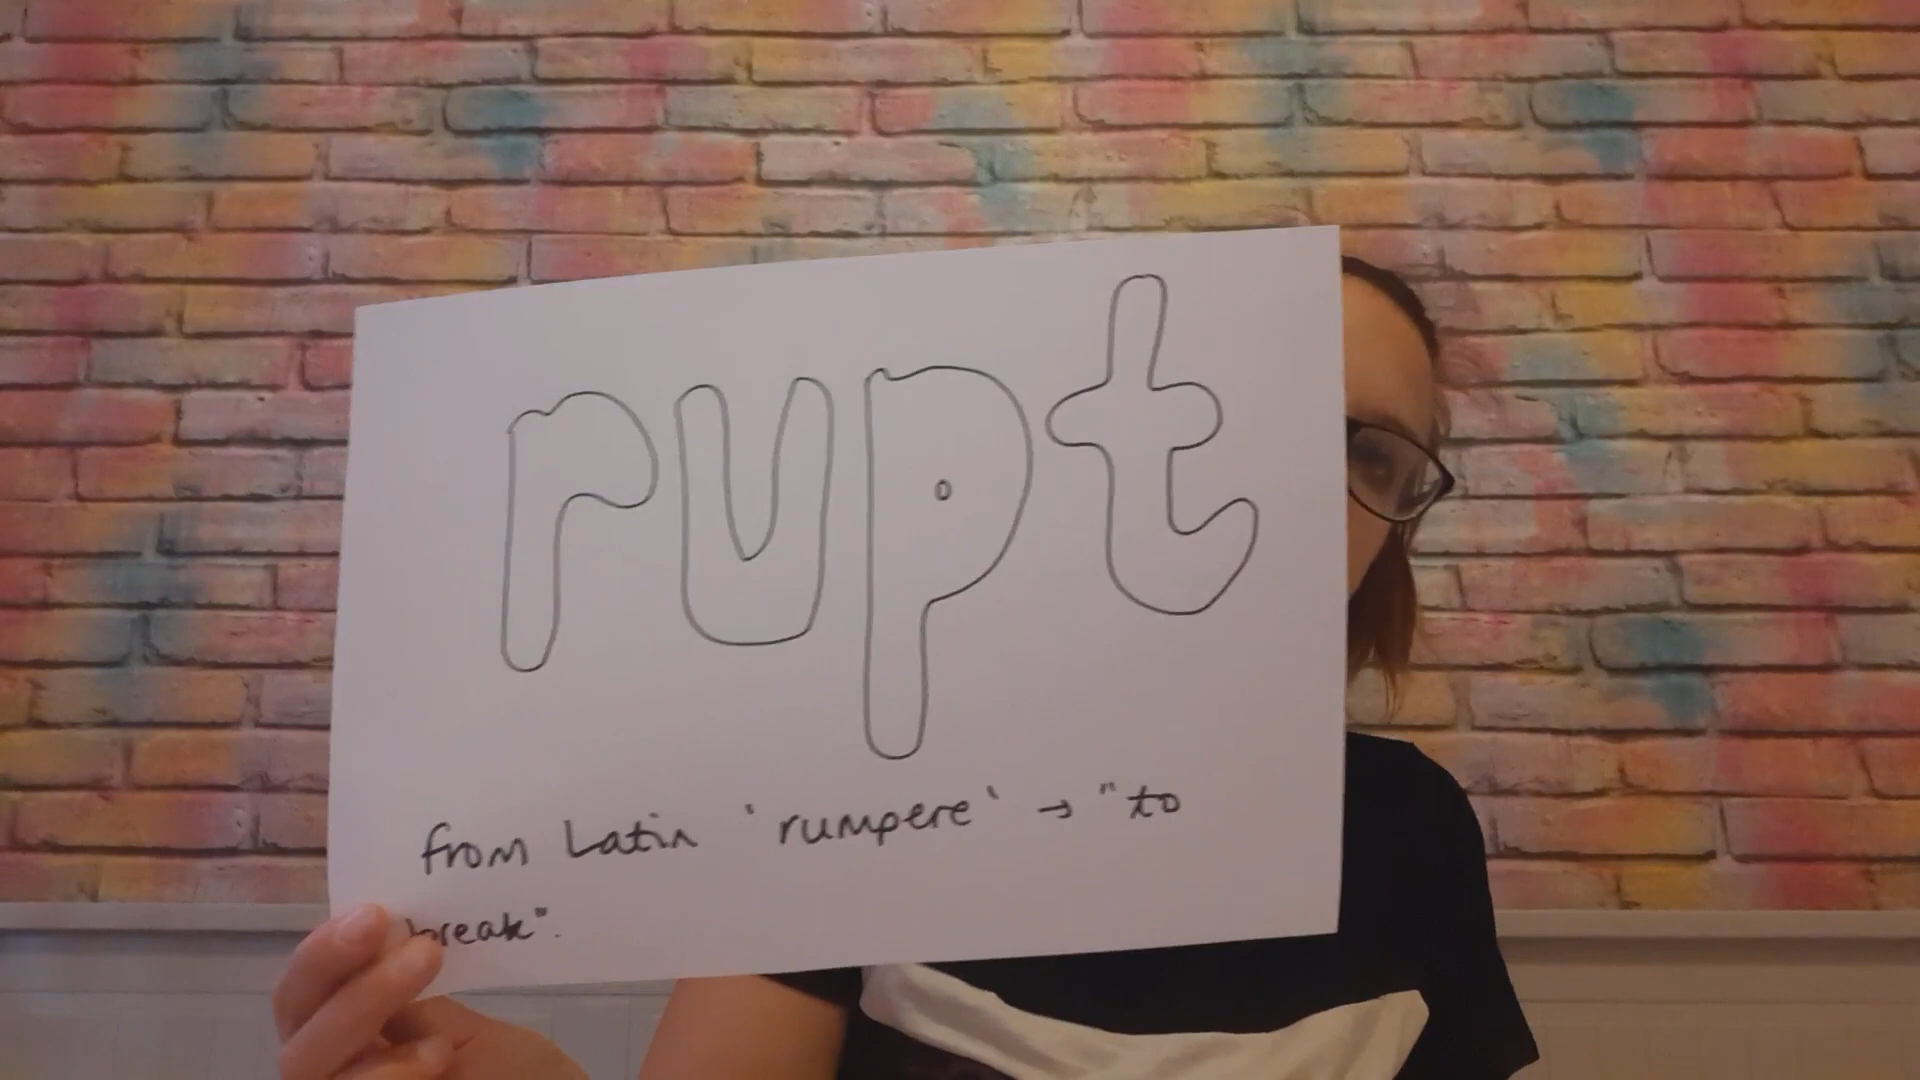 rupt
from Latin 'rumpere' → "to
break".